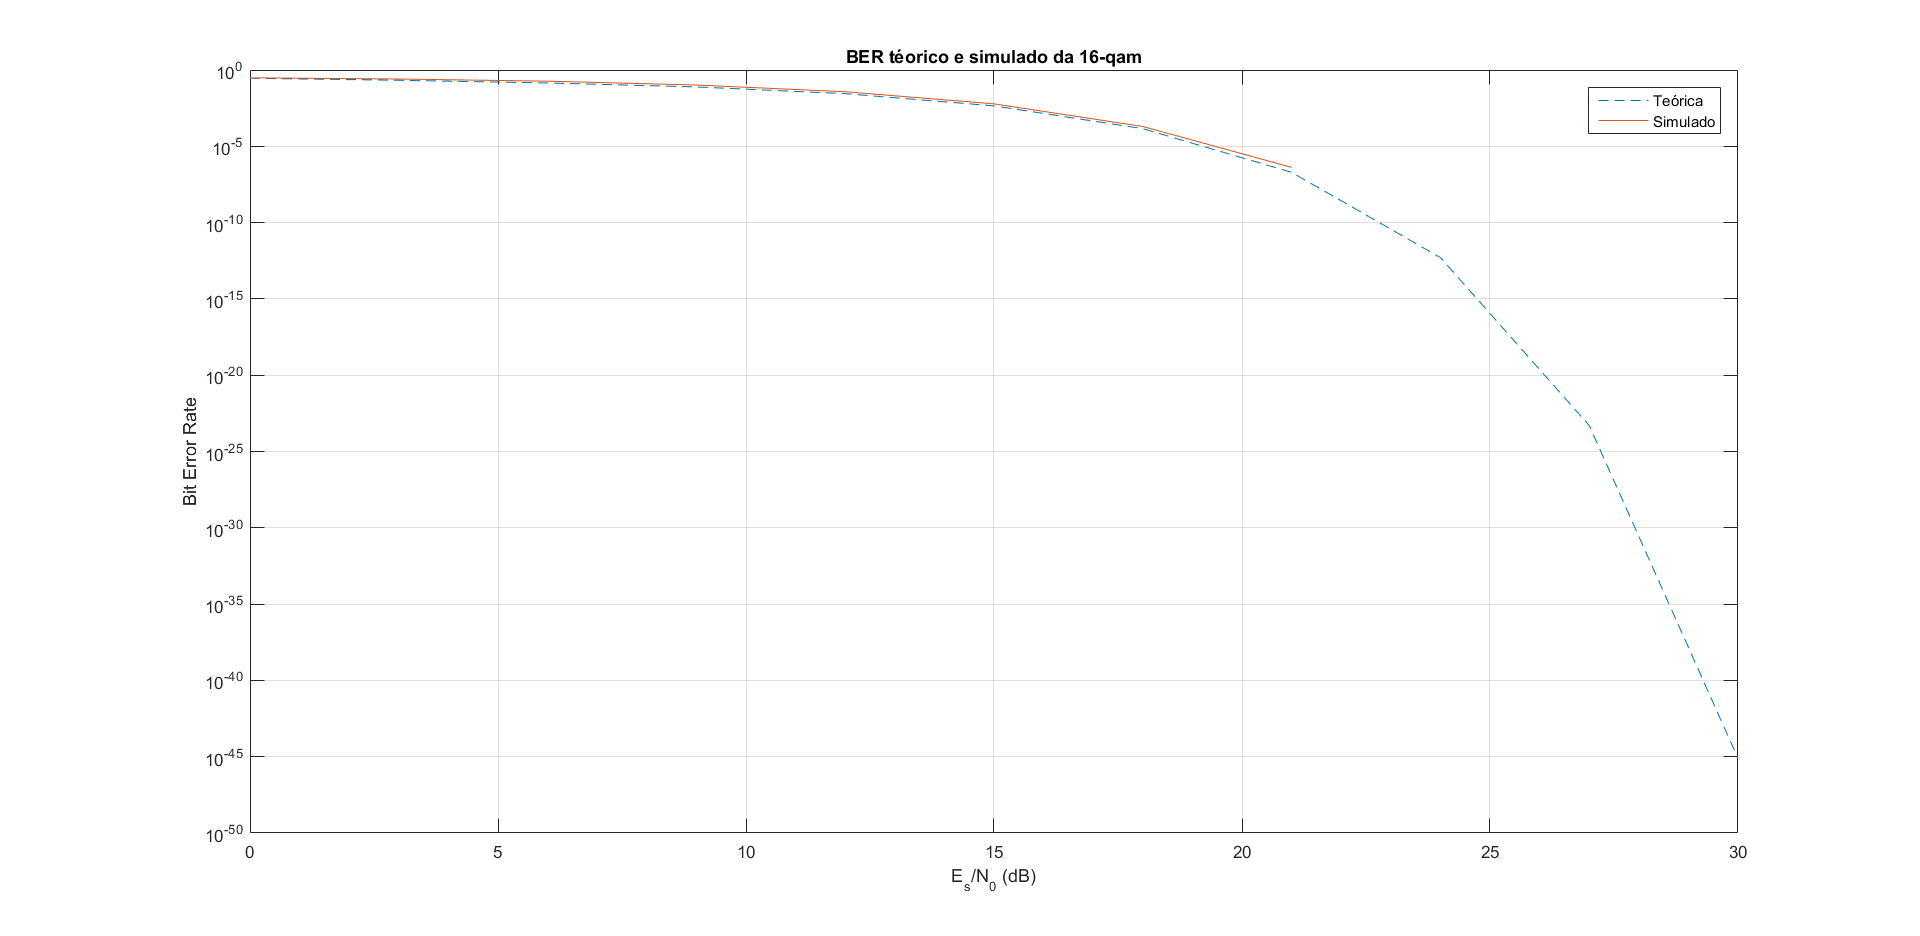 BER téorico e simulado da 16-qam
Teórica
Simulado
10^0
10^-5
10^-10
10^-15
10^-20
10^-25
10^-30
10^-35
10^-40
10^-45
10^-50
Bit Error Rate
0 5 10 15 20 25 30
E_s/N_0 (dB)